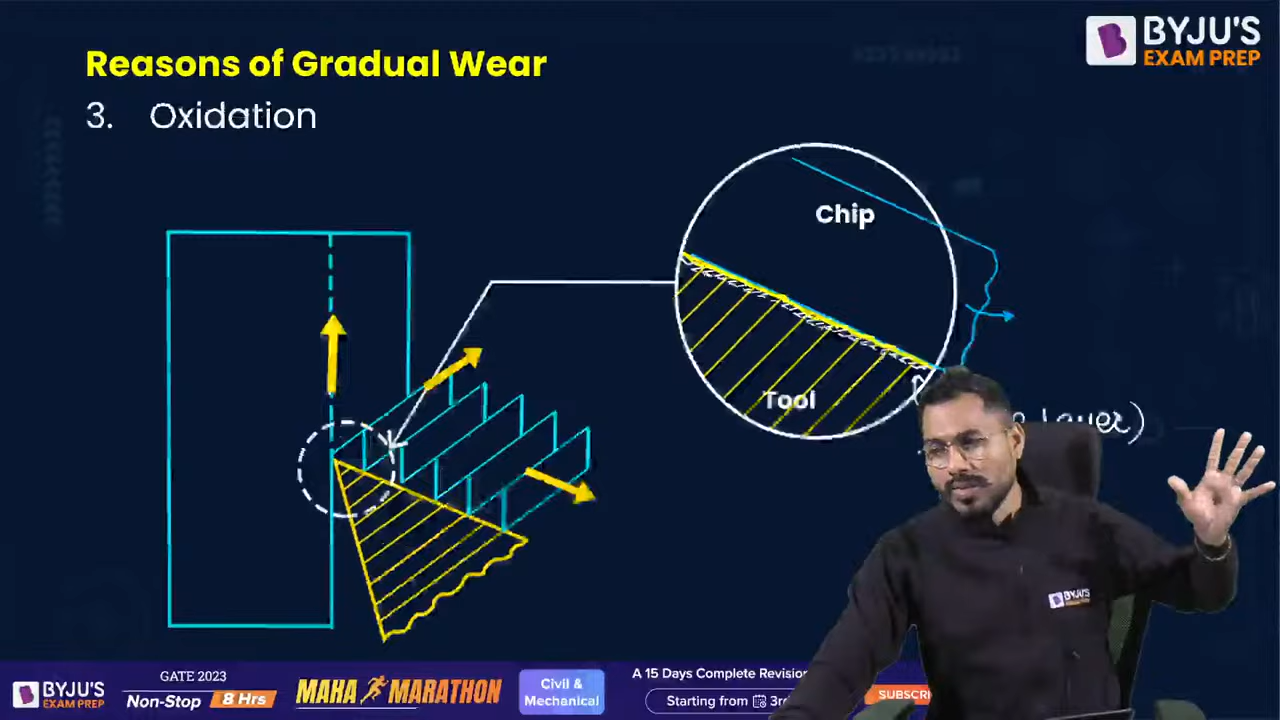 Reasons of Gradual Wear
BYJU'S
EXAM PREP
3. Oxidation
Chip
Tool
BYJU'S
BYJU'S
EXAM PREP
GATE 2023
Non-Stop 8 Hrs
MAHA MARATHON
Civil &
Mechanical
A 15 Days Complete
Starting from